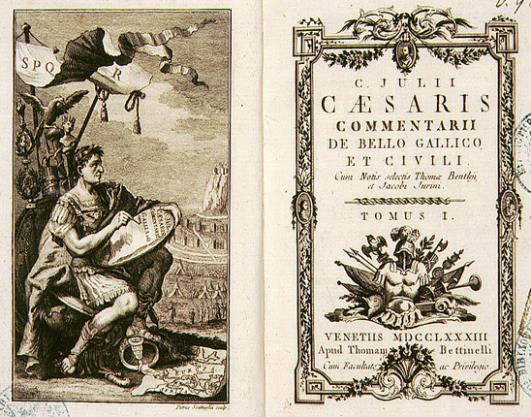 SPQ R
Petrus Scattaglia sculp.
C. JULII
CÆSARIS
COMMENTARII
DE BELLO GALLICO
ET CIVILI.
Cum Notis selectis Thomæ Bentleji
et Jacobi Jurini.
TOMUS I.
VENETIIS MDCCLXXXIII
Apud Thomam Bettinelli
Cum Facultate, ac Privilegio.